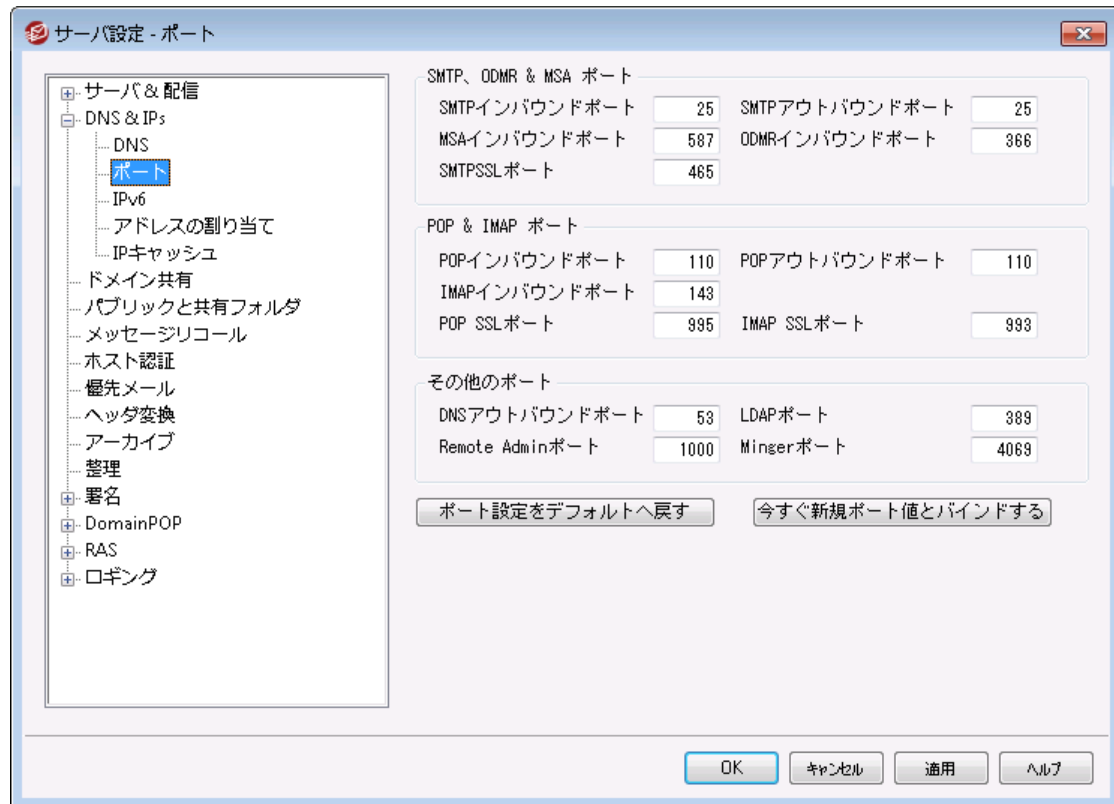 サーバ設定 - ポート
サーバ & 配信
DNS & IPs
DNS
ポート
IPv6
アドレスの割り当て
IPキャッシュ
ドメイン共有
パブリックと共有フォルダ
メッセージリコール
ホスト認証
優先メール
ヘッダ変換
アーカイブ
整理
署名
DomainPOP
RAS
ロギング
SMTP、ODMR & MSA ポート
SMTPインバウンドポート 25 SMTPアウトバウンドポート 25
MSAインバウンドポート 587 ODMRインバウンドポート 366
SMTPSSLポート 465
POP & IMAP ポート
POPインバウンドポート 110 POPアウトバウンドポート 110
IMAPインバウンドポート 143
POP SSLポート 995 IMAP SSLポート 993
その他のポート
DNSアウトバウンドポート 53 LDAPポート 389
Remote Adminポート 1000 Mingerポート 4069
ポート設定をデフォルトへ戻す 今すぐ新規ポート値とバインドする
OK キャンセル 適用 ヘルプ